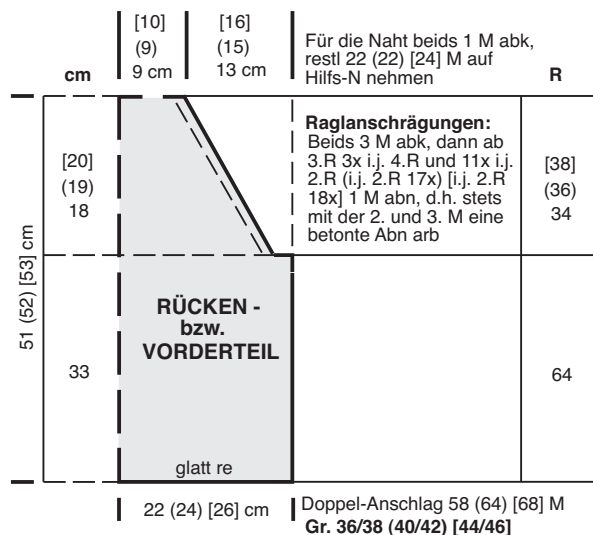 [10]
(9)
9 cm
[16]
(15)
13 cm
Für die Naht beids 1 M abk,
restl 22 (22) [24] M auf
Hilfs-N nehmen
cm
R
Raglanschrägungen:
Beids 3 M abk, dann ab
3.R 3x i.j. 4.R und 11x i.j.
2.R (i.j. 2.R 17x) [i.j. 2.R
18x] 1 M abn, d.h. stets
mit der 2. und 3. M eine
betonte Abn arb
[20]
(19)
18
[38]
(36)
34
51 (52) [53] cm
RÜCKEN -
bzw.
VORDERTEIL
33
64
glatt re
22 (24) [26] cm
Doppel-Anschlag 58 (64) [68] M
Gr. 36/38 (40/42) [44/46]